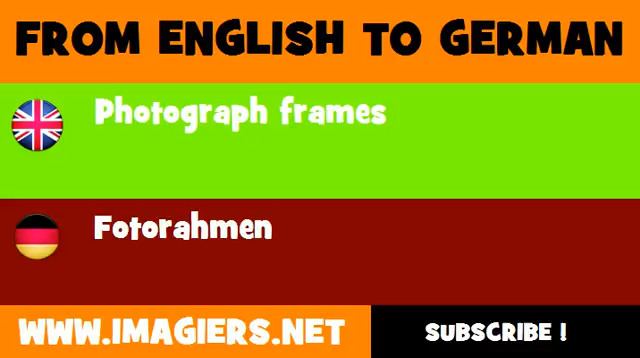 FROM ENGLISH TO GERMAN
Photograph frames
Fotorahmen
WWW.IMAGIERS.NET
SUBSCRIBE !